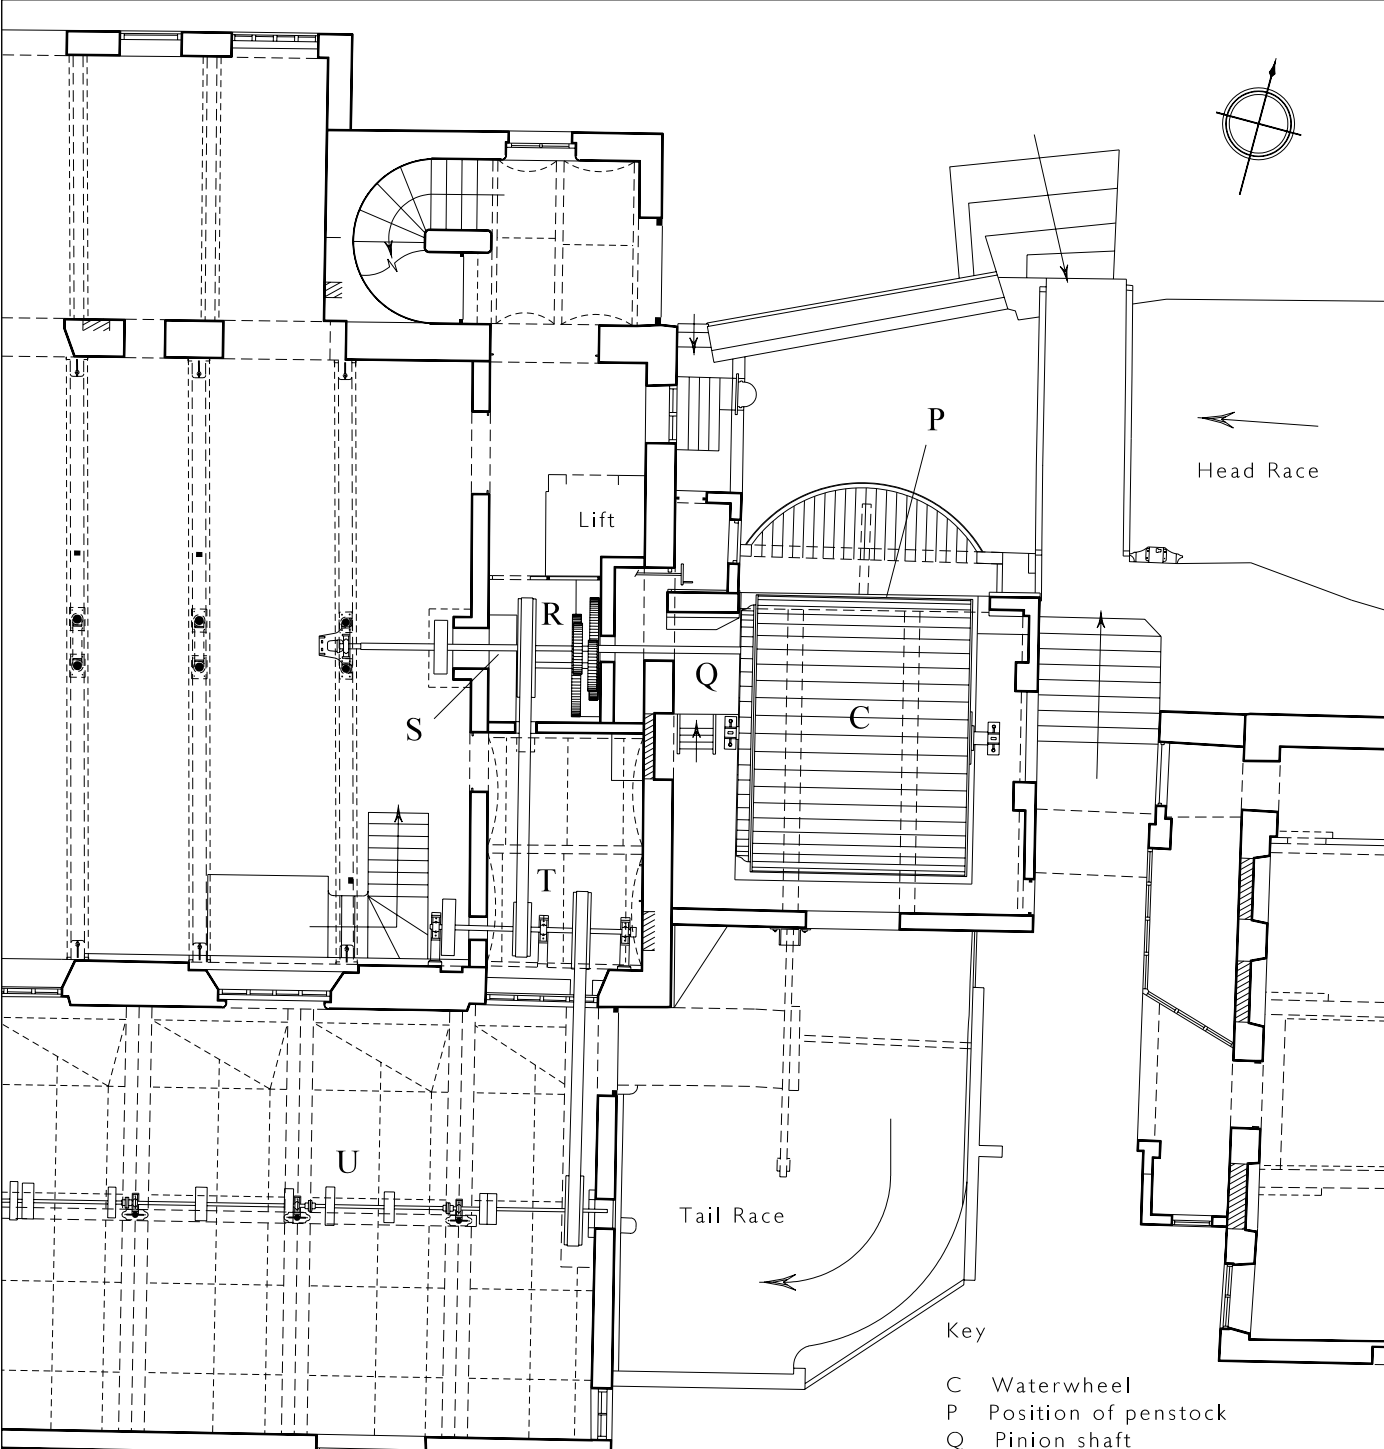 P
Head Race
Lift
R
Q
C
S
T
U
Tail Race
Key
C Waterwheel
P Position of penstock
Q Pinion shaft